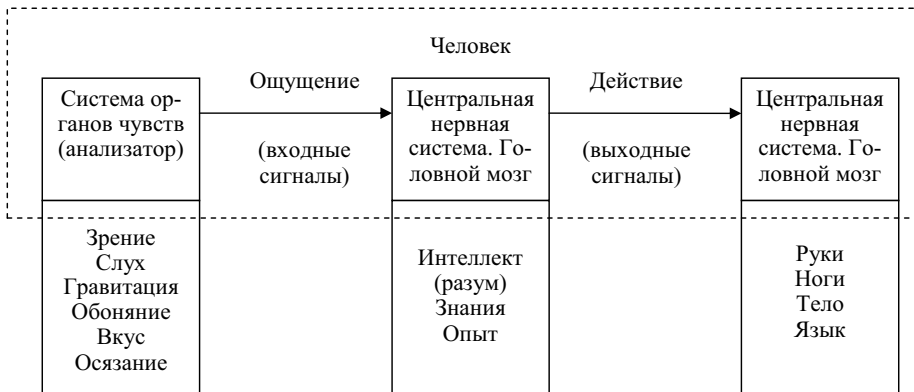 Человек
Ощущение
Действие
Система ор-
ганов чувств
(анализатор)
Центральная
нервная
система. Го-
ловной мозг
Центральная
нервная
система. Го-
ловной мозг
(входные
сигналы)
(выходные
сигналы)
Зрение
Слух
Гравитация
Обоняние
Вкус
Осязание
Интеллект
(разум)
Знания
Опыт
Руки
Ноги
Тело
Язык